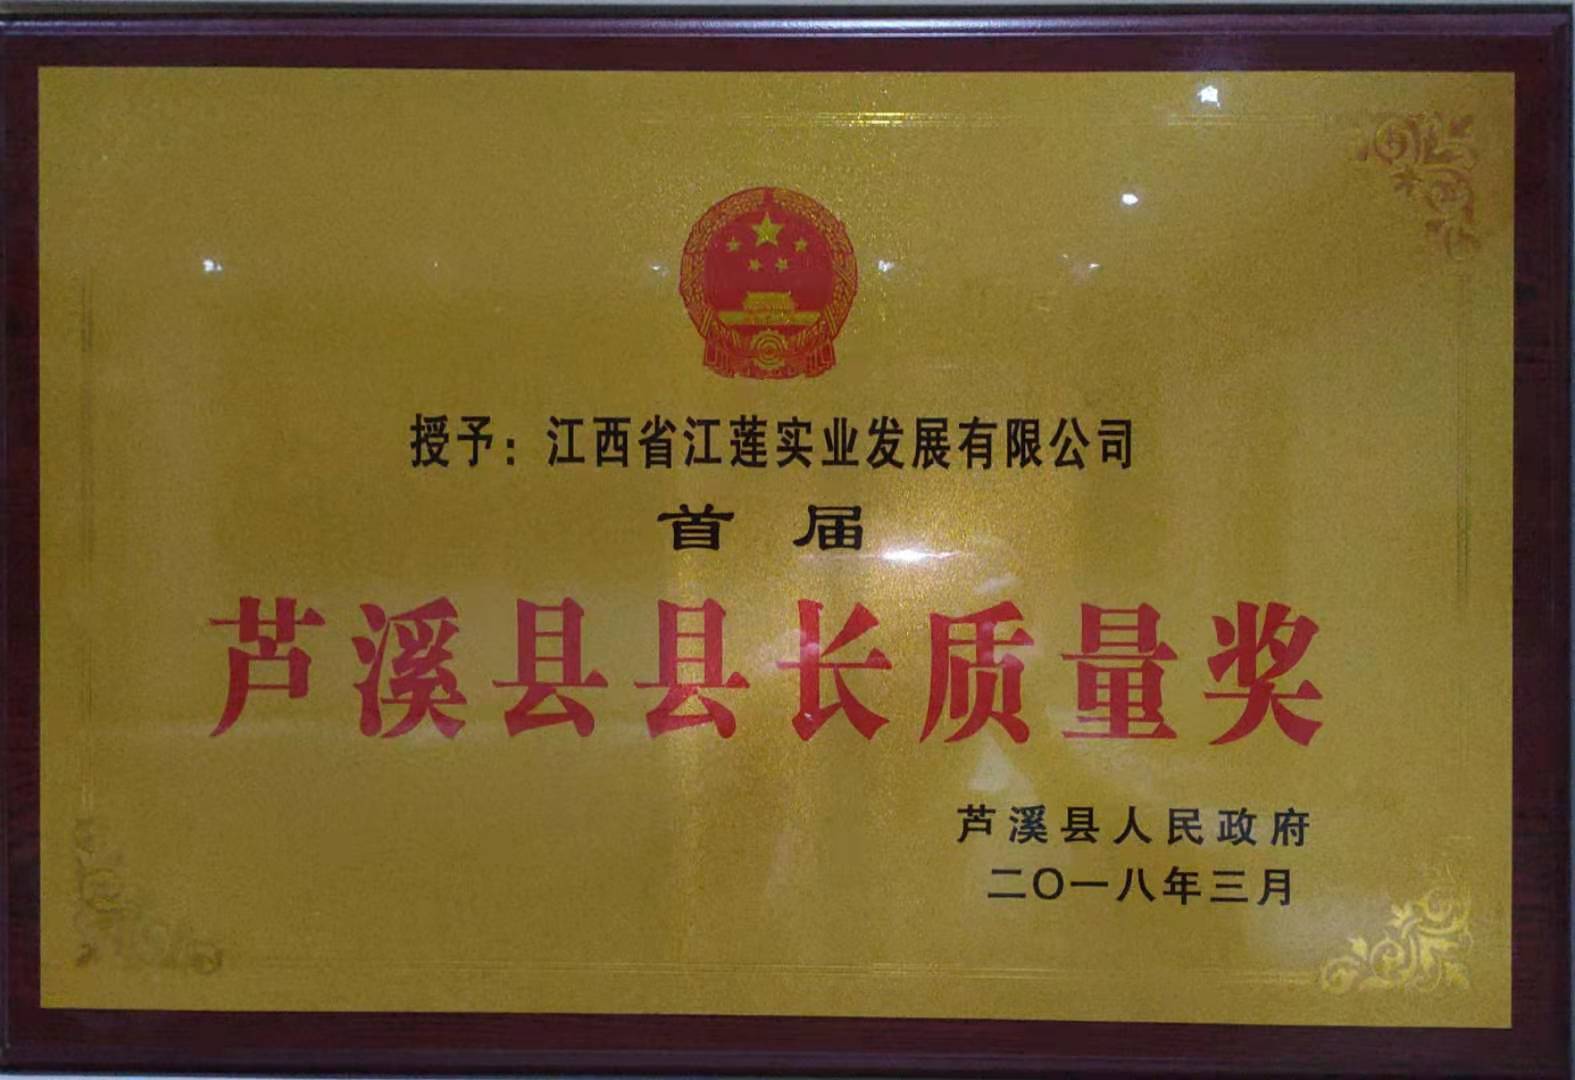 授予：江西省江莲实业发展有限公司
首届
芦溪县县长质量奖
芦溪县人民政府
二〇一八年三月